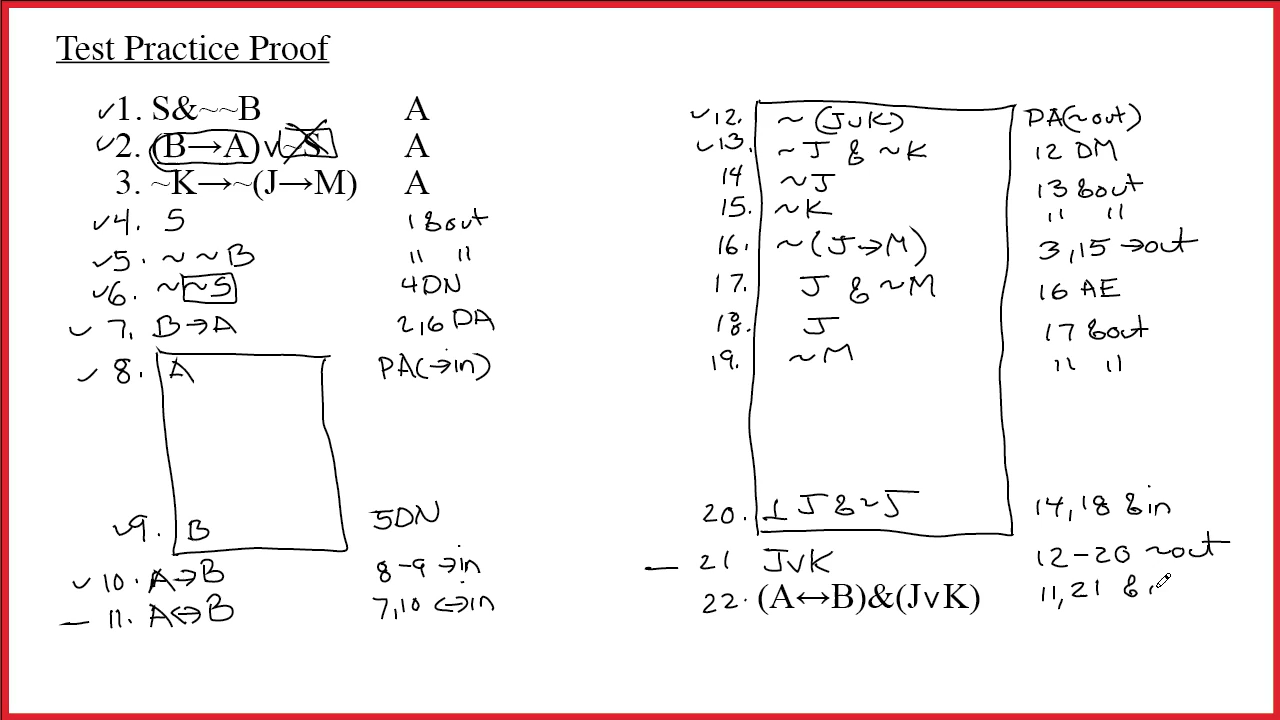 Test Practice Proof
✓1. S&~~B A
✓2. (B→A)∨~S A
3. ~K→~(J→M) A
✓4. S 1 &out
✓5. ~~B " "
✓6. ~~S 4 DN
✓7. B→A 2,6 DA
✓8. A PA(→in)
✓9. B 5 DN
✓10. A→B 8-9 →in
— 11. A↔B 7,10 ↔in
✓12. ~(J∨K) PA(~out)
✓13. ~J & ~K 12 DM
14 ~J 13 &out
15. ~K " "
16. ~(J→M) 3,15 →out
17. J & ~M 16 AE
18. J 17 &out
19. ~M " "
20. ⊥ J&~J 14,18 &in
— 21 J∨K 12-20 ~out
22. (A↔B)&(J∨K) 11,21 &